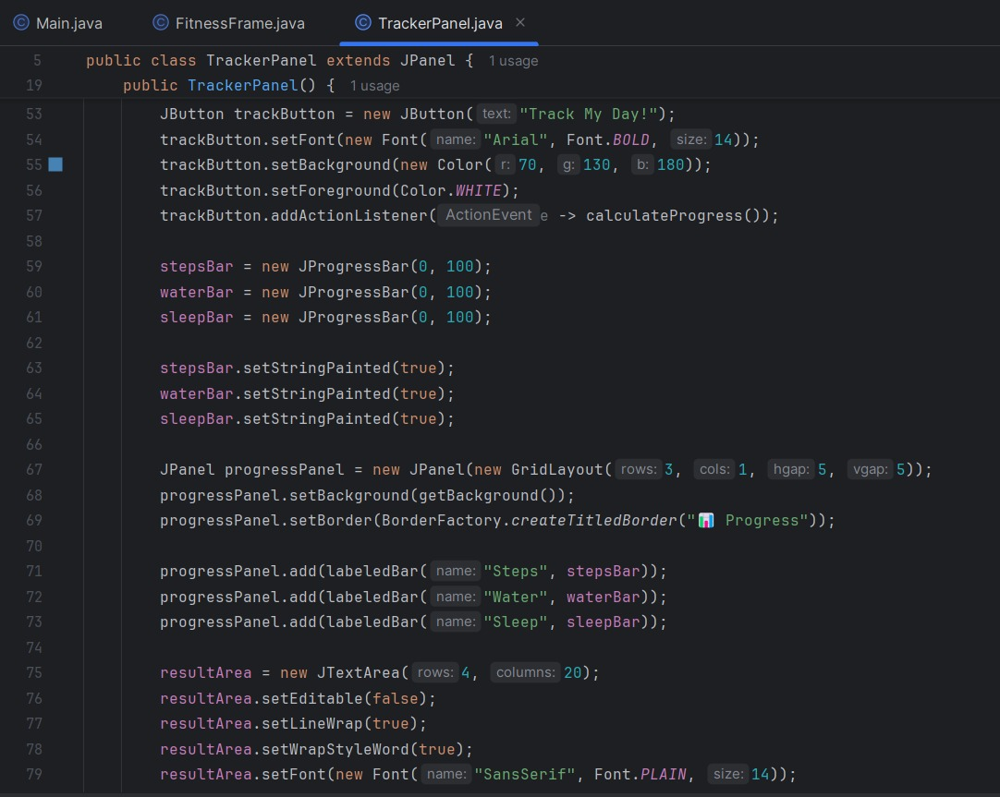 Main.java FitnessFrame.java TrackerPanel.java
5 public class TrackerPanel extends JPanel { 1 usage
19 public TrackerPanel() { 1 usage
53 JButton trackButton = new JButton( text: "Track My Day!");
54 trackButton.setFont(new Font( name: "Arial", Font.BOLD, size: 14));
55 trackButton.setBackground(new Color( r: 70, g: 130, b: 180));
56 trackButton.setForeground(Color.WHITE);
57 trackButton.addActionListener( ActionEvent e -> calculateProgress());
58
59 stepsBar = new JProgressBar(0, 100);
60 waterBar = new JProgressBar(0, 100);
61 sleepBar = new JProgressBar(0, 100);
62
63 stepsBar.setStringPainted(true);
64 waterBar.setStringPainted(true);
65 sleepBar.setStringPainted(true);
66
67 JPanel progressPanel = new JPanel(new GridLayout( rows: 3, cols: 1, hgap: 5, vgap: 5));
68 progressPanel.setBackground(getBackground());
69 progressPanel.setBorder(BorderFactory.createTitledBorder("📊 Progress"));
70
71 progressPanel.add(labeledBar( name: "Steps", stepsBar));
72 progressPanel.add(labeledBar( name: "Water", waterBar));
73 progressPanel.add(labeledBar( name: "Sleep", sleepBar));
74
75 resultArea = new JTextArea( rows: 4, columns: 20);
76 resultArea.setEditable(false);
77 resultArea.setLineWrap(true);
78 resultArea.setWrapStyleWord(true);
79 resultArea.setFont(new Font( name: "SansSerif", Font.PLAIN, size: 14));